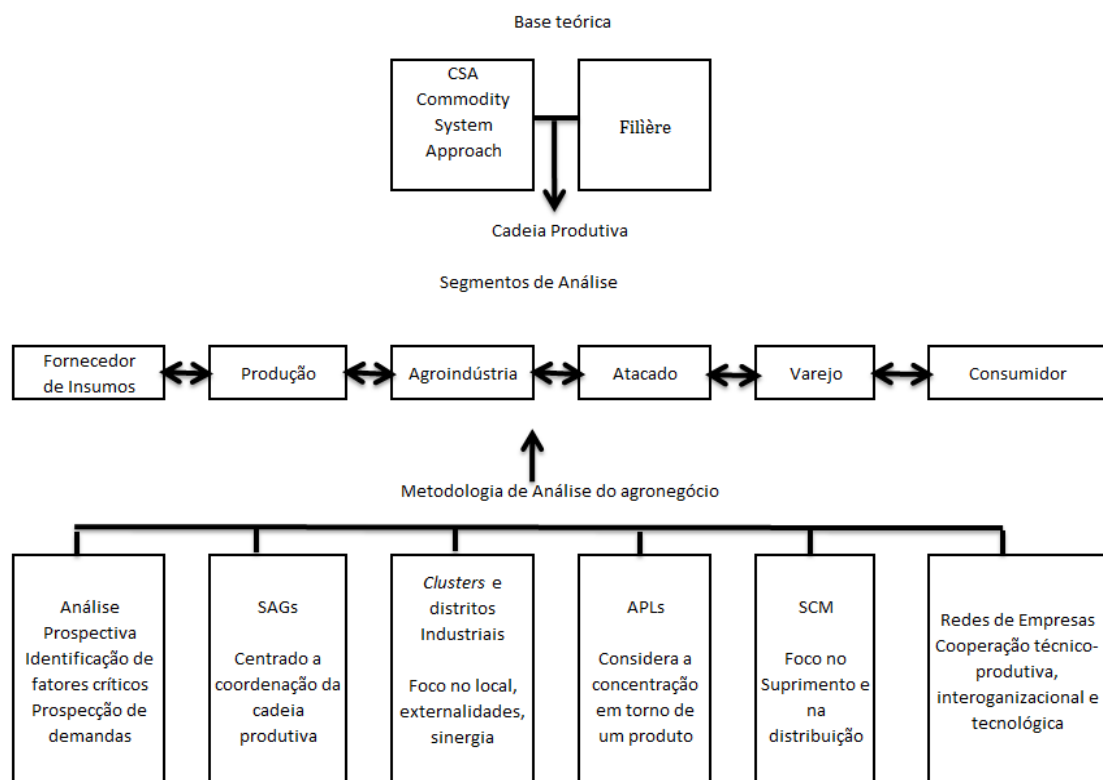 Base teórica
CSA
Commodity
System
Approach
Filière
Cadeia Produtiva
Segmentos de Análise
Fornecedor
de Insumos
Produção
Agroindústria
Atacado
Varejo
Consumidor
Metodologia de Análise do agronegócio
Análise
Prospectiva
Identificação de
fatores críticos
Prospecção de
demandas
SAGs
Centrado a
coordenação da
cadeia
produtiva
Clusters e
distritos
Industriais
Foco no local,
externalidades,
sinergia
APLs
Considera a
concentração
em torno de
um produto
SCM
Foco no
Suprimento e
na
distribuição
Redes de Empresas
Cooperação técnico-
produtiva,
interoganizacional e
tecnológica